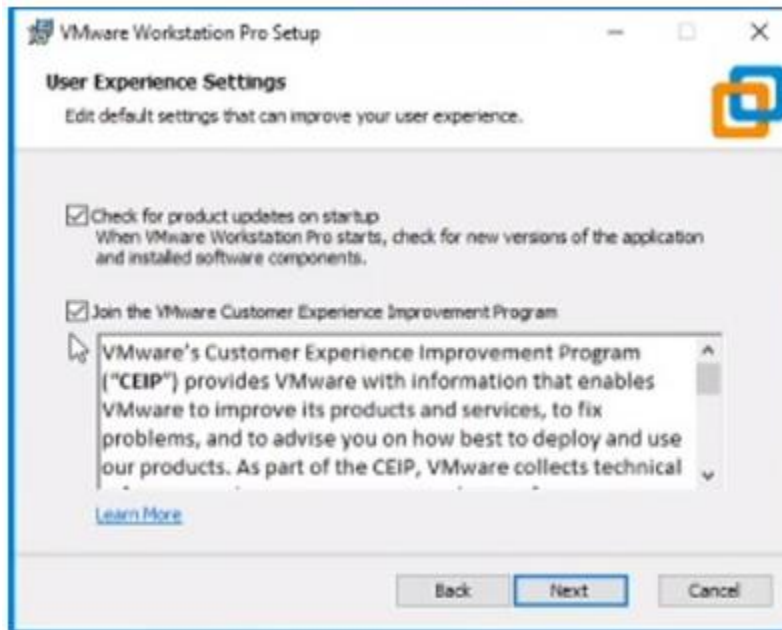 VMware Workstation Pro Setup
User Experience Settings
Edit default settings that can improve your user experience.
Check for product updates on startup
When VMware Workstation Pro starts, check for new versions of the application
and installed software components.
Join the VMware Customer Experience Improvement Program
VMware's Customer Experience Improvement Program
("CEIP") provides VMware with information that enables
VMware to improve its products and services, to fix
problems, and to advise you on how best to deploy and use
our products. As part of the CEIP, VMware collects technical
Learn More
Back Next Cancel